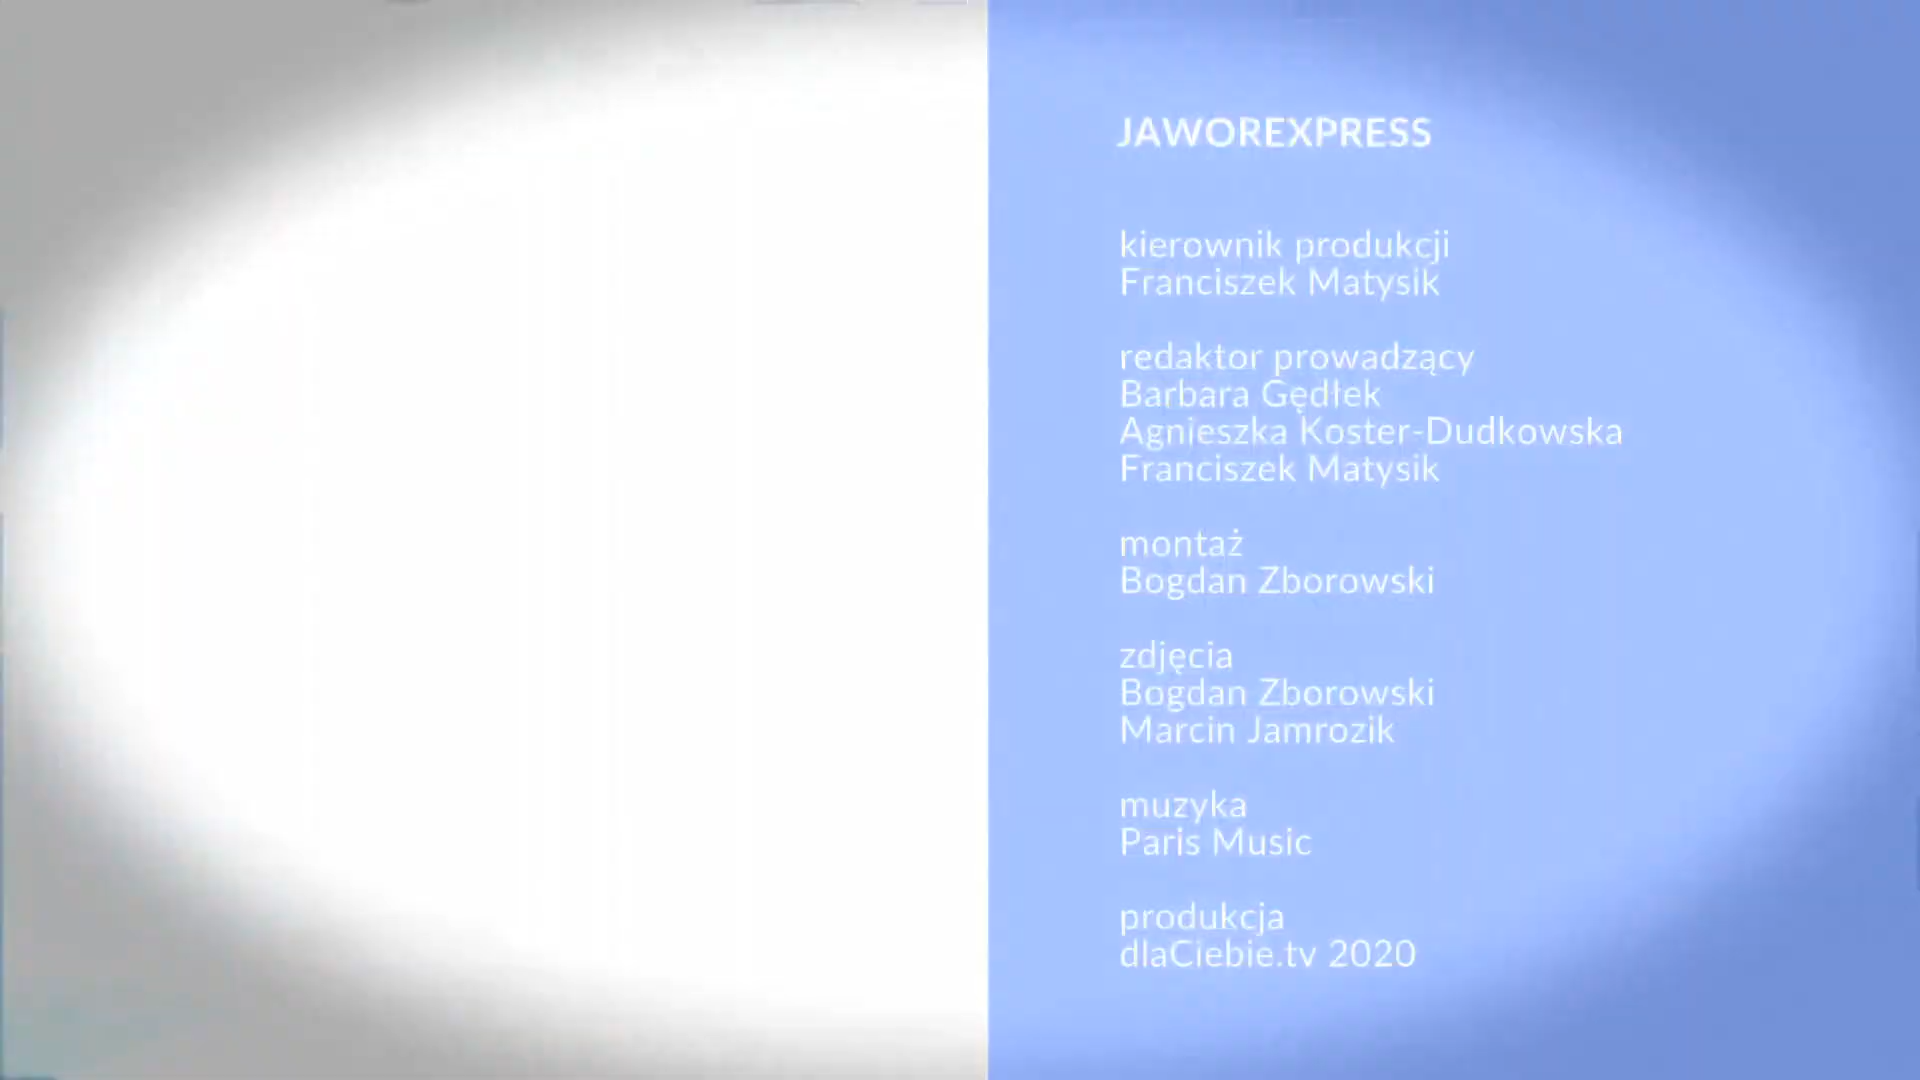 JAWOREXPRESS
kierownik produkcji
Franciszek Matysik
redaktor prowadzący
Barbara Gędłek
Agnieszka Koster-Dudkowska
Franciszek Matysik
montaż
Bogdan Zborowski
zdjęcia
Bogdan Zborowski
Marcin Jamrozik
muzyka
Paris Music
produkcja
dlaCiebie.tv 2020